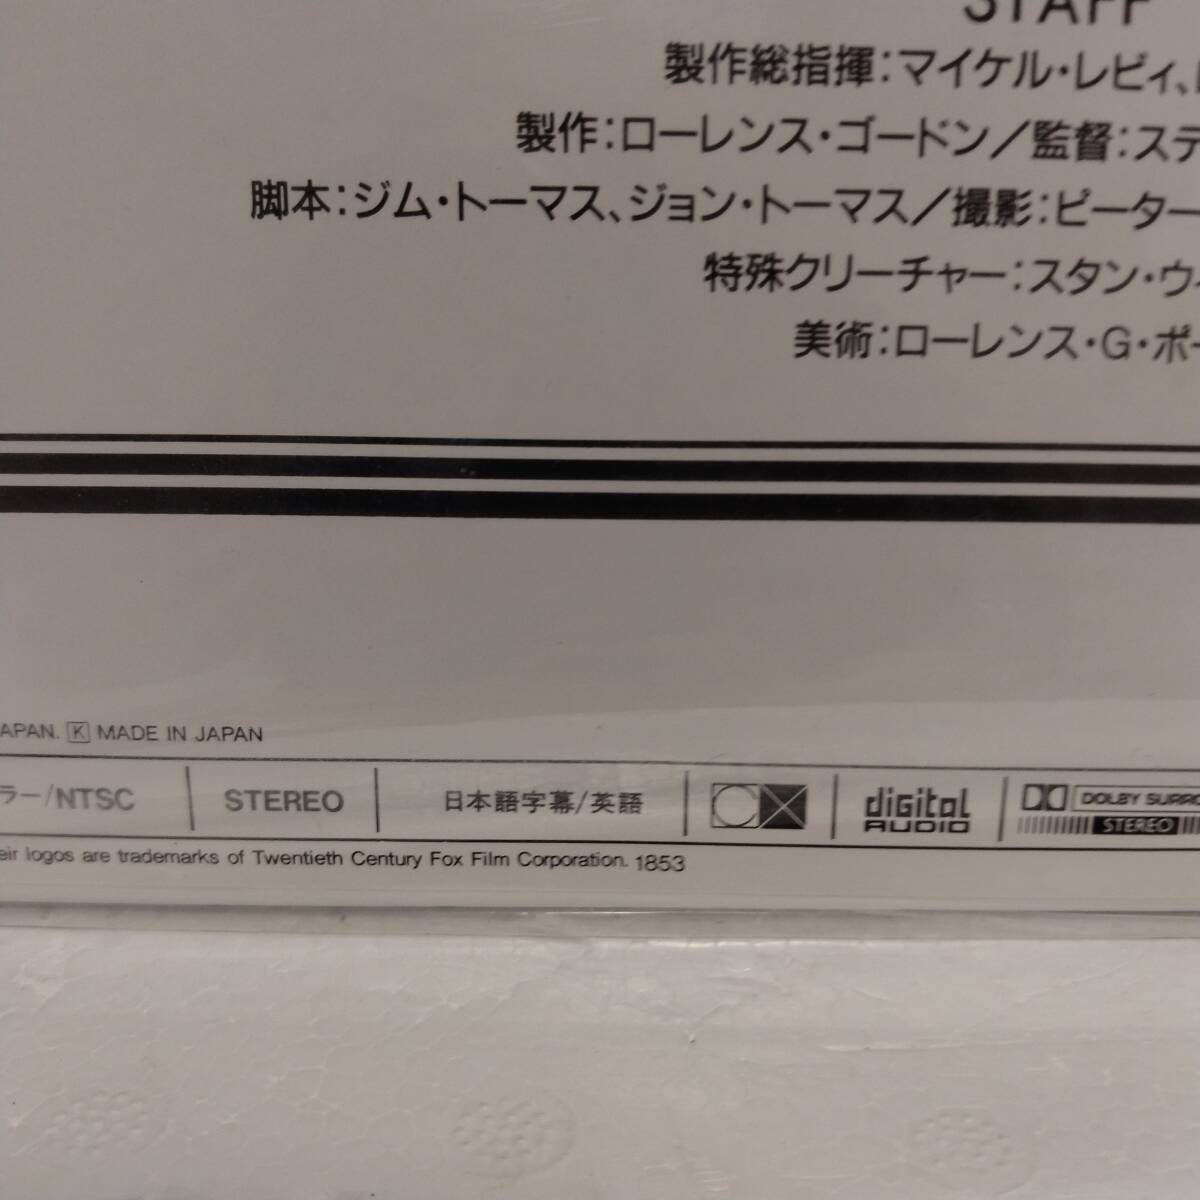 STAFF
製作総指揮:マイケル・レビィ、
製作:ローレンス・ゴードン/監督:ステ
脚本:ジム・トーマス、ジョン・トーマス/撮影:ピーター
特殊クリーチャー:スタン・ウィ
美術:ローレンス・G・ポー
APAN. K MADE IN JAPAN
ラー/NTSC STEREO 日本語字幕/英語 digital AUDIO DOLBY SURRO STEREO
eir logos are trademarks of Twentieth Century Fox Film Corporation. 1853